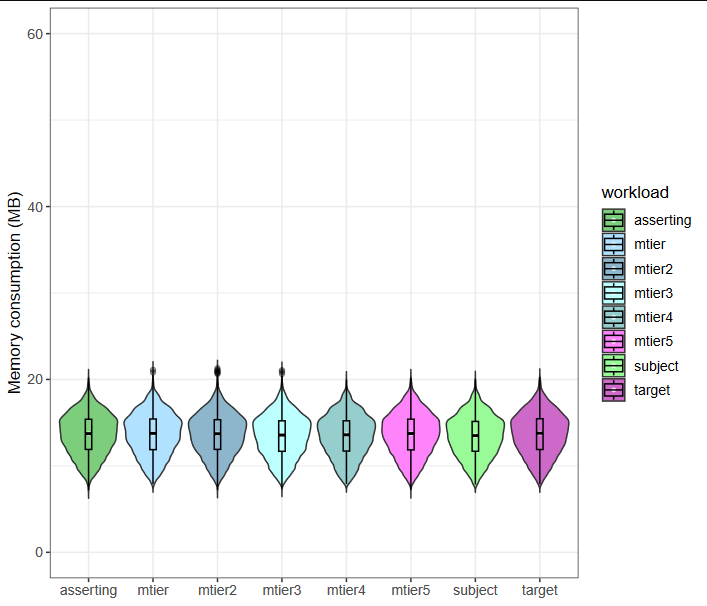 Memory consumption (MB)
60
40
20
0
asserting mtier mtier2 mtier3 mtier4 mtier5 subject target
workload
asserting
mtier
mtier2
mtier3
mtier4
mtier5
subject
target